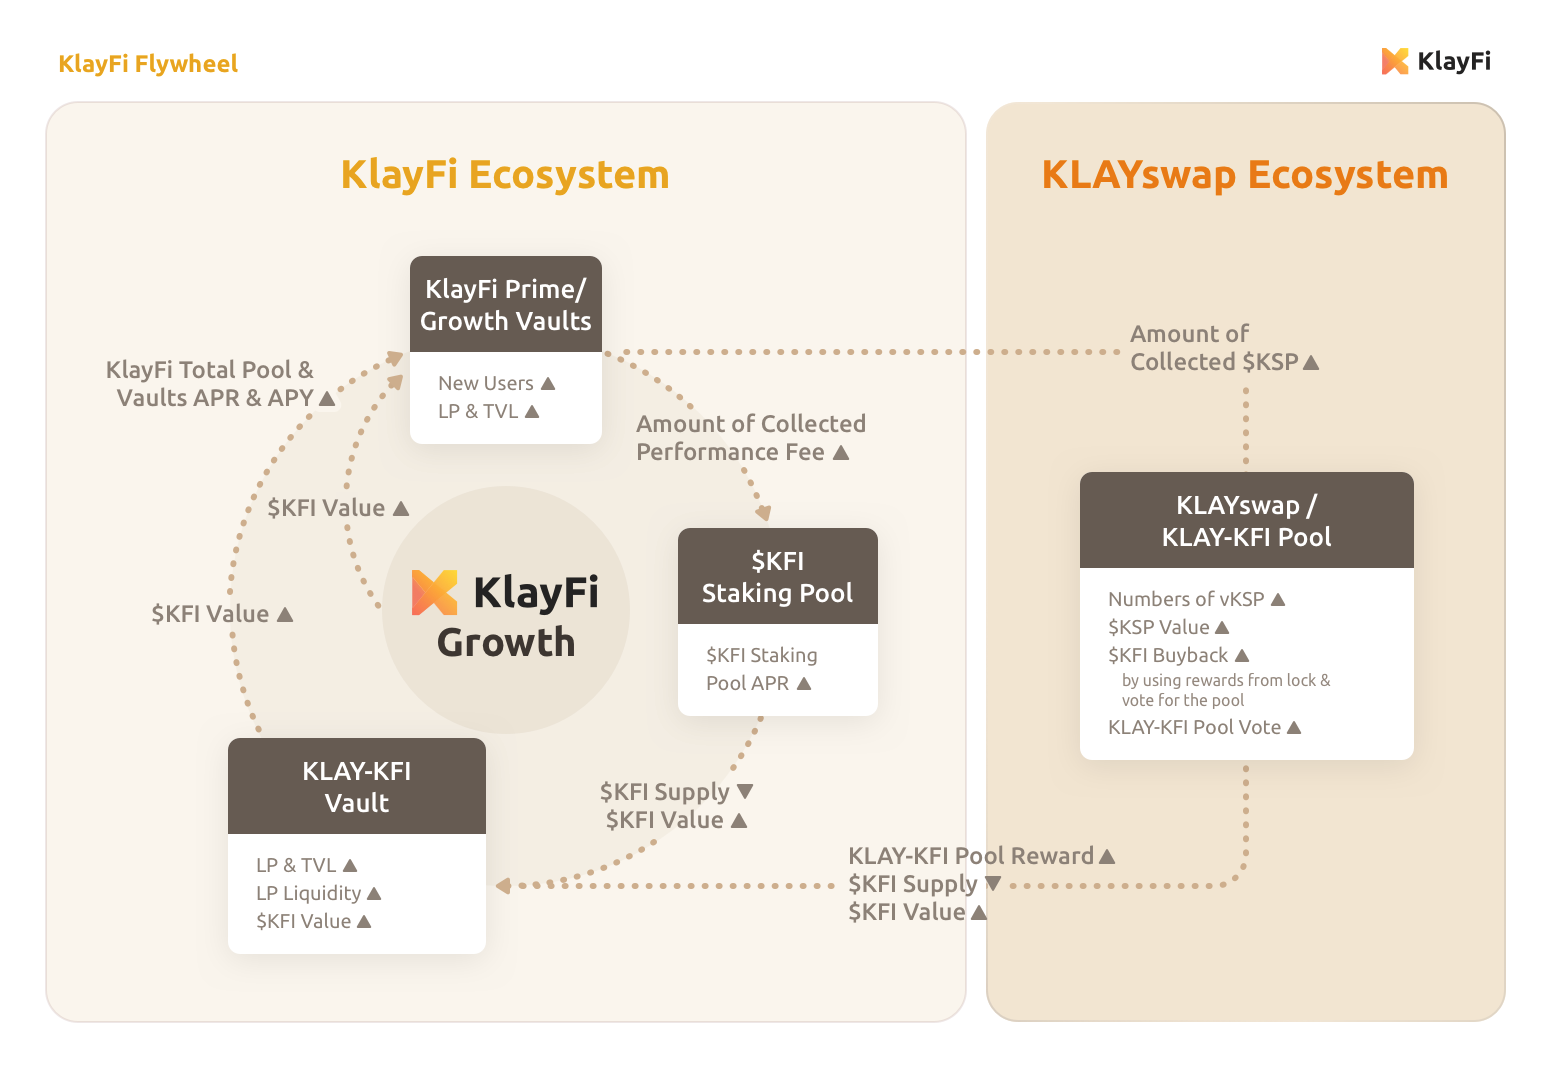 KlayFi Flywheel
KlayFi
KlayFi Ecosystem
KlayFi Prime/
Growth Vaults
New Users ▲
LP & TVL ▲
KlayFi Total Pool &
Vaults APR & APY ▲
Amount of Collected
Performance Fee ▲
$KFI Value ▲
KlayFi
Growth
$KFI
Staking Pool
$KFI Staking
Pool APR ▲
$KFI Value ▲
KLAY-KFI
Vault
LP & TVL ▲
LP Liquidity ▲
$KFI Value ▲
$KFI Supply ▼
$KFI Value ▲
KLAY-KFI Pool Reward ▲
$KFI Supply ▼
$KFI Value ▲
KLAYswap Ecosystem
Amount of
Collected $KSP ▲
KLAYswap /
KLAY-KFI Pool
Numbers of vKSP ▲
$KSP Value ▲
$KFI Buyback ▲
by using rewards from lock &
vote for the pool
KLAY-KFI Pool Vote ▲